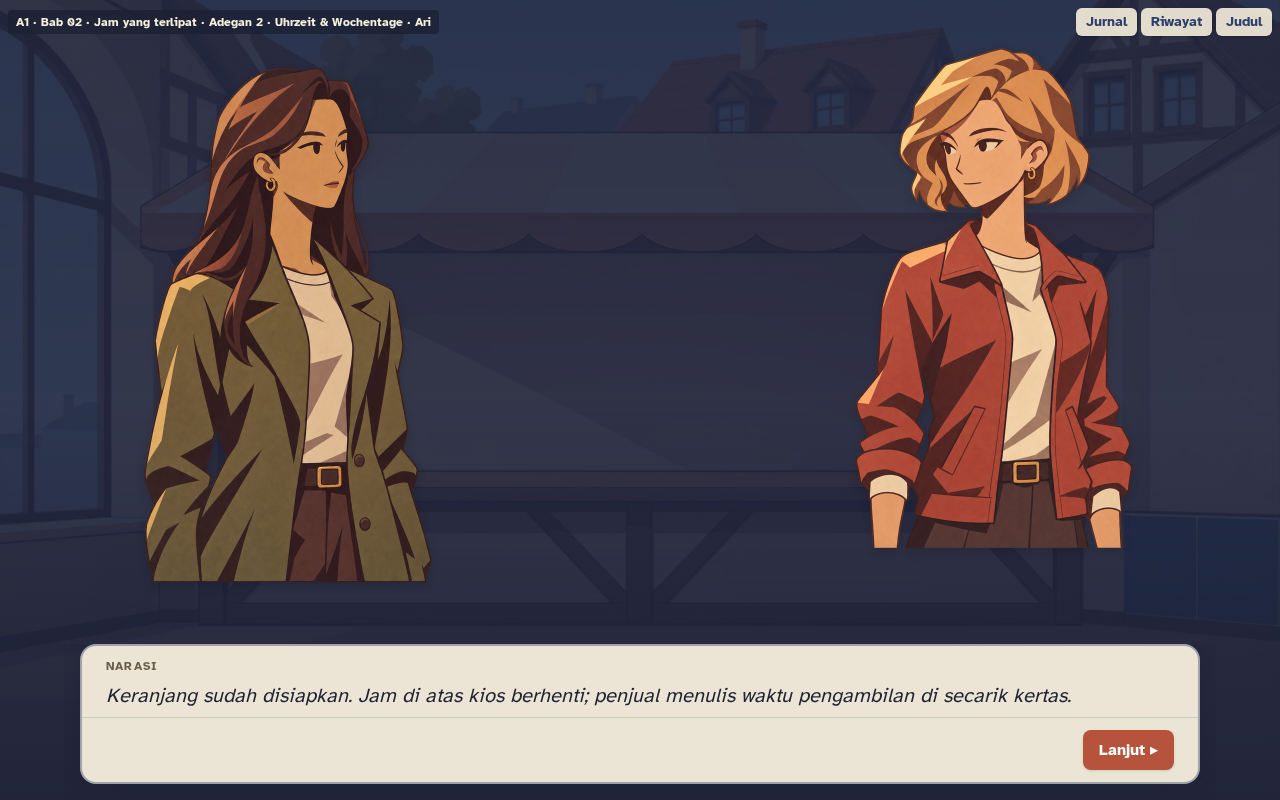 A1 · Bab 02 · Jam yang terlipat · Adegan 2 · Uhrzeit & Wochentage · Ari
Jurnal
Riwayat
Judul
NARASI
Keranjang sudah disiapkan. Jam di atas kios berhenti; penjual menulis waktu pengambilan di secarik kertas.
Lanjut ▸